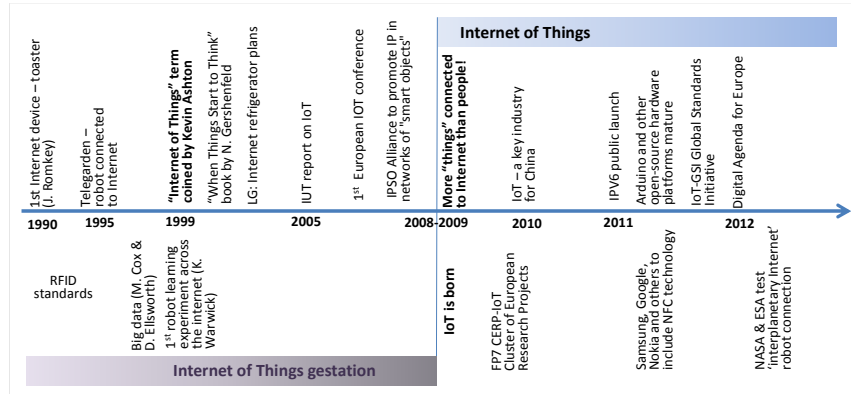 Internet of Things
1st Internet device – toaster
(J. Romkey)
Telegarden –
robot connected
to Internet
"Internet of Things" term
coined by Kevin Ashton
"When Things Start to Think"
book by N. Gershenfeld
LG: Internet refrigerator plans
IUT report on IoT
1st European IOT conference
IPSO Alliance to promote IP in
networks of "smart objects"
More "things" connected
to Internet than people!
IoT – a key industry
for China
IPV6 public launch
Arduino and other
open-source hardware
platforms mature
IoT-GSI Global Standards
Initiative
Digital Agenda for Europe
1990
1995
1999
2005
2008-2009
2010
2011
2012
RFID
standards
Big data (M. Cox &
D. Ellsworth)
1st robot learning
experiment across
the internet (K.
Warwick)
IoT is born
FP7 CERP-IoT
Cluster of European
Research Projects
Samsung, Google,
Nokia and others to
include NFC technology
NASA & ESA test
'interplanetary Internet'
robot connection
Internet of Things gestation